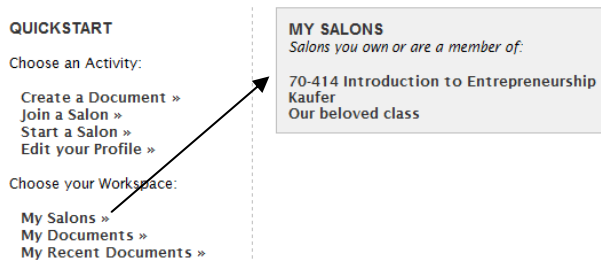 QUICKSTART
Choose an Activity:
Create a Document »
Join a Salon »
Start a Salon »
Edit your Profile »
Choose your Workspace:
My Salons »
My Documents »
My Recent Documents »
MY SALONS
Salons you own or are a member of:
70-414 Introduction to Entrepreneurship
Kaufer
Our beloved class